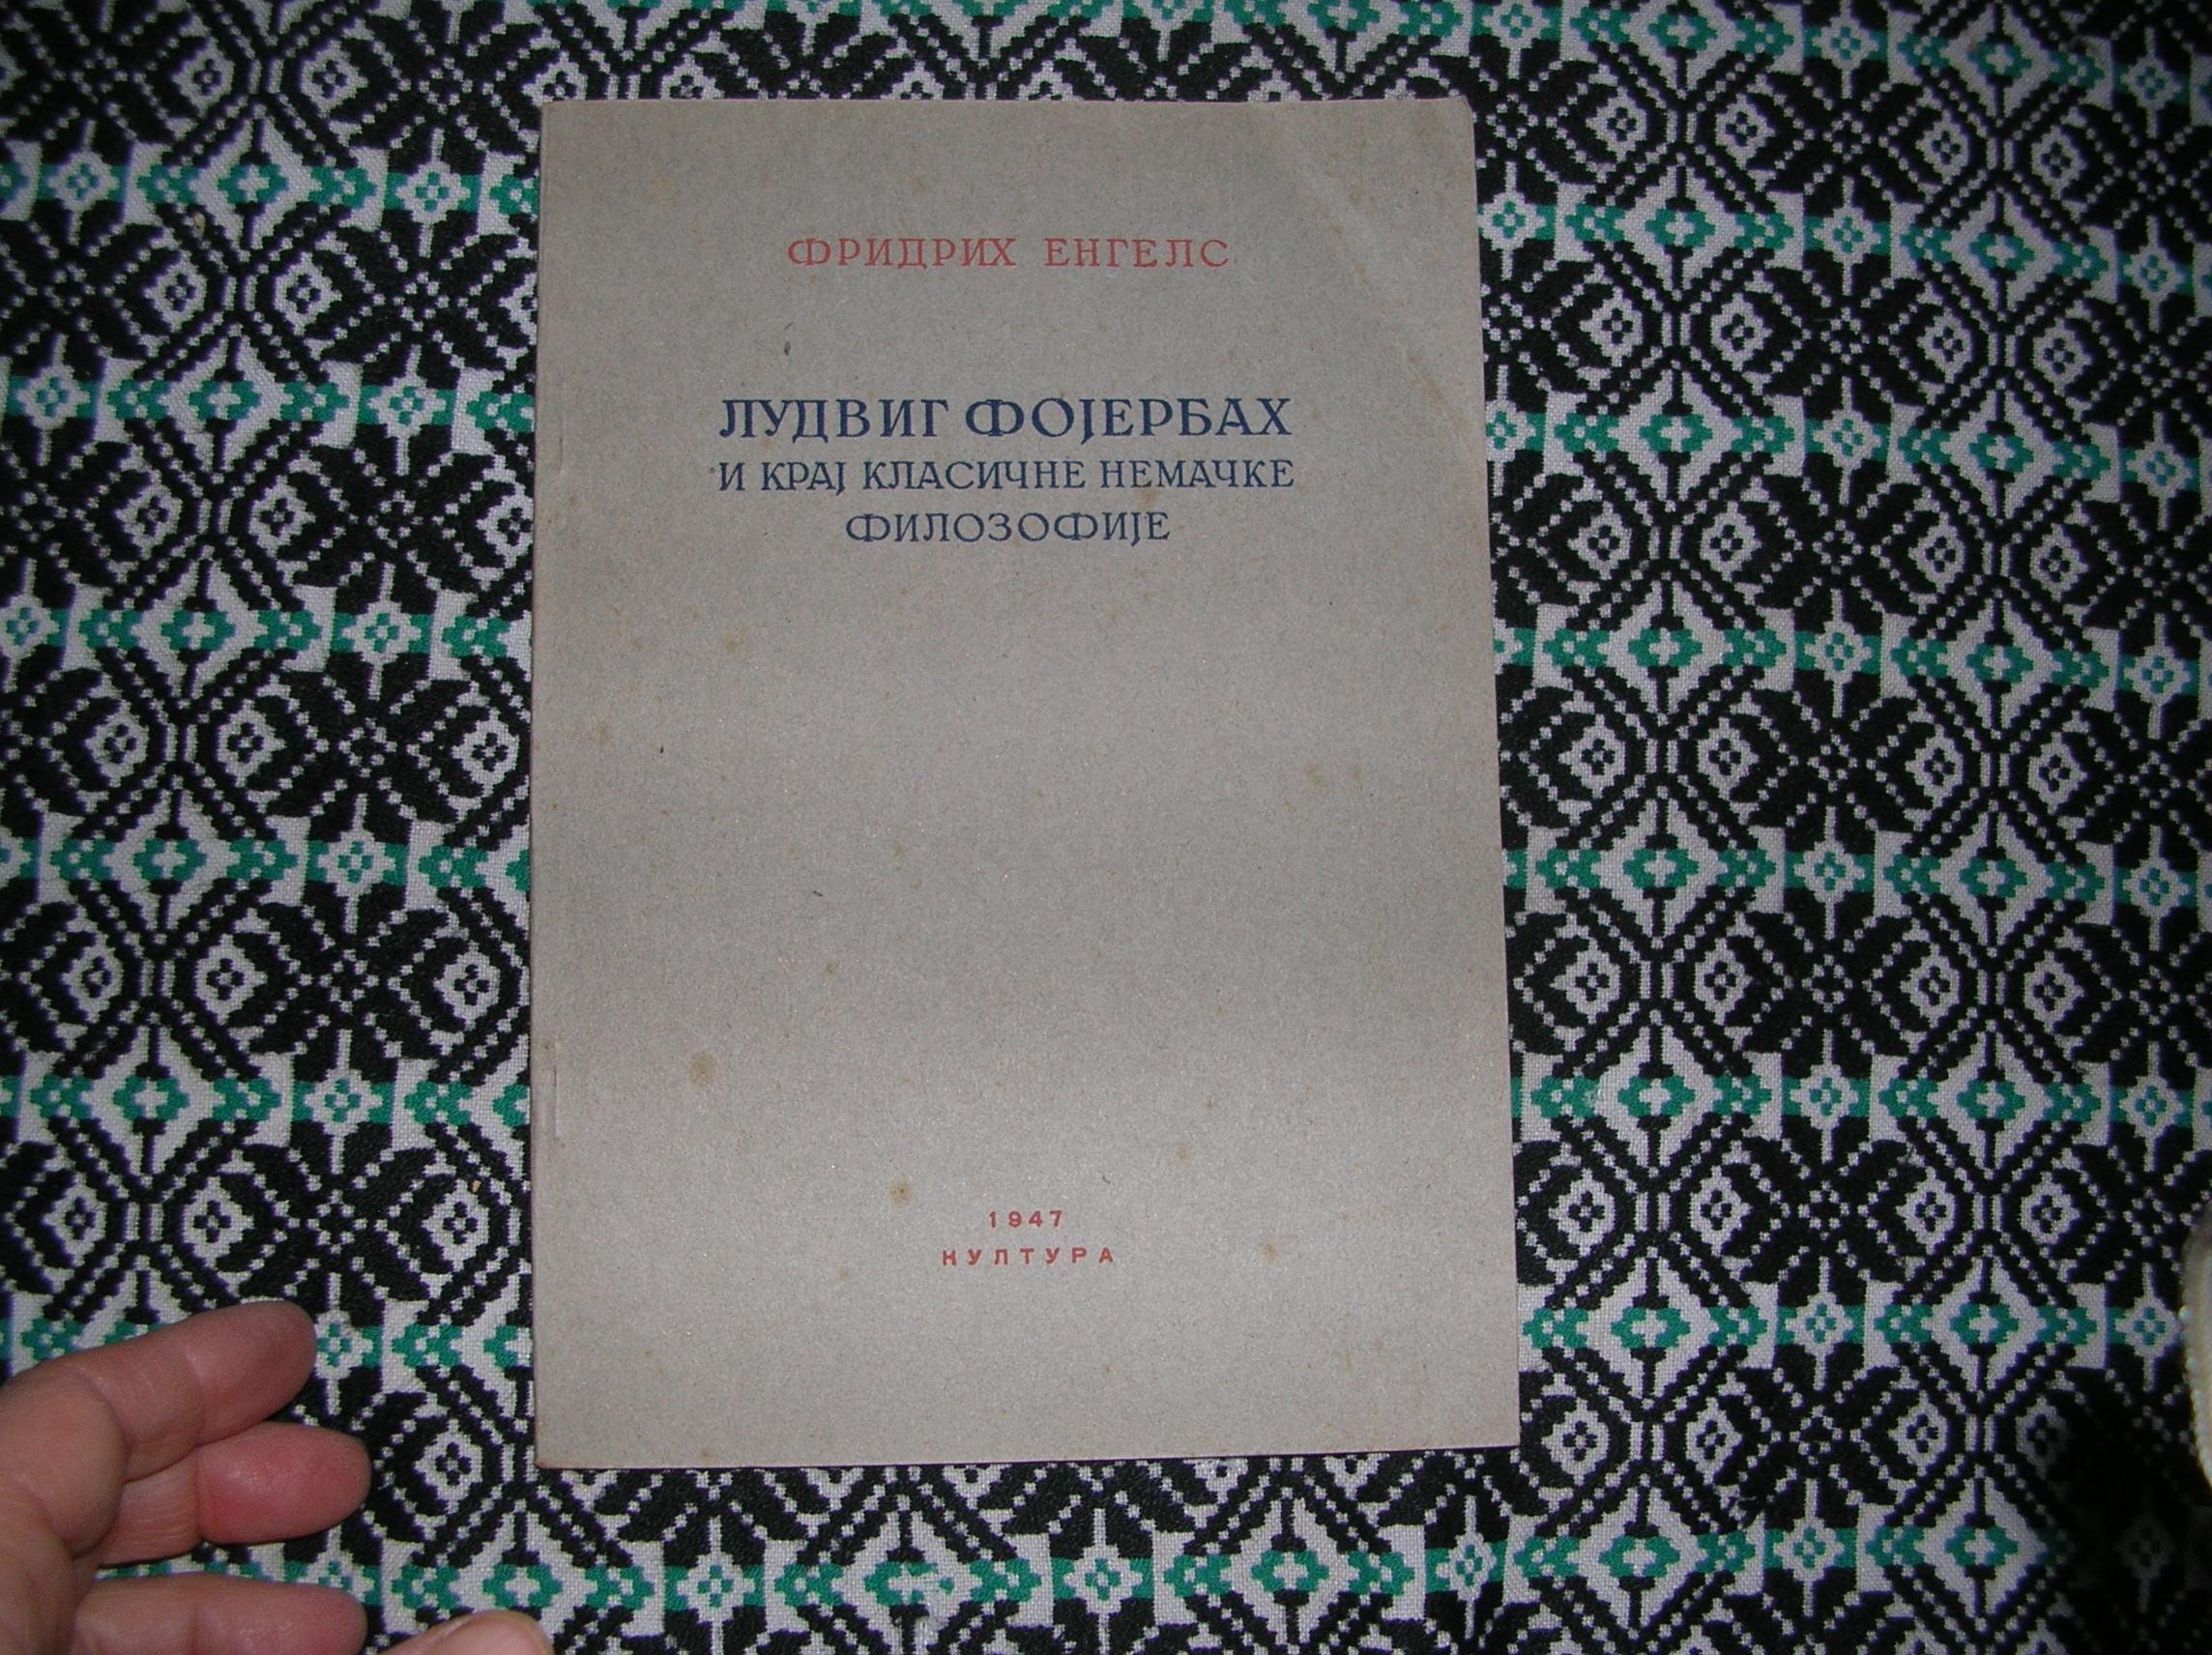 ФРИДРИХ ЕНГЕЛС
ЛУДВИГ ФОЈЕРБАХ
И КРАЈ КЛАСИЧНЕ НЕМАЧКЕ
ФИЛОЗОФИЈЕ
1947
КУЛТУРА